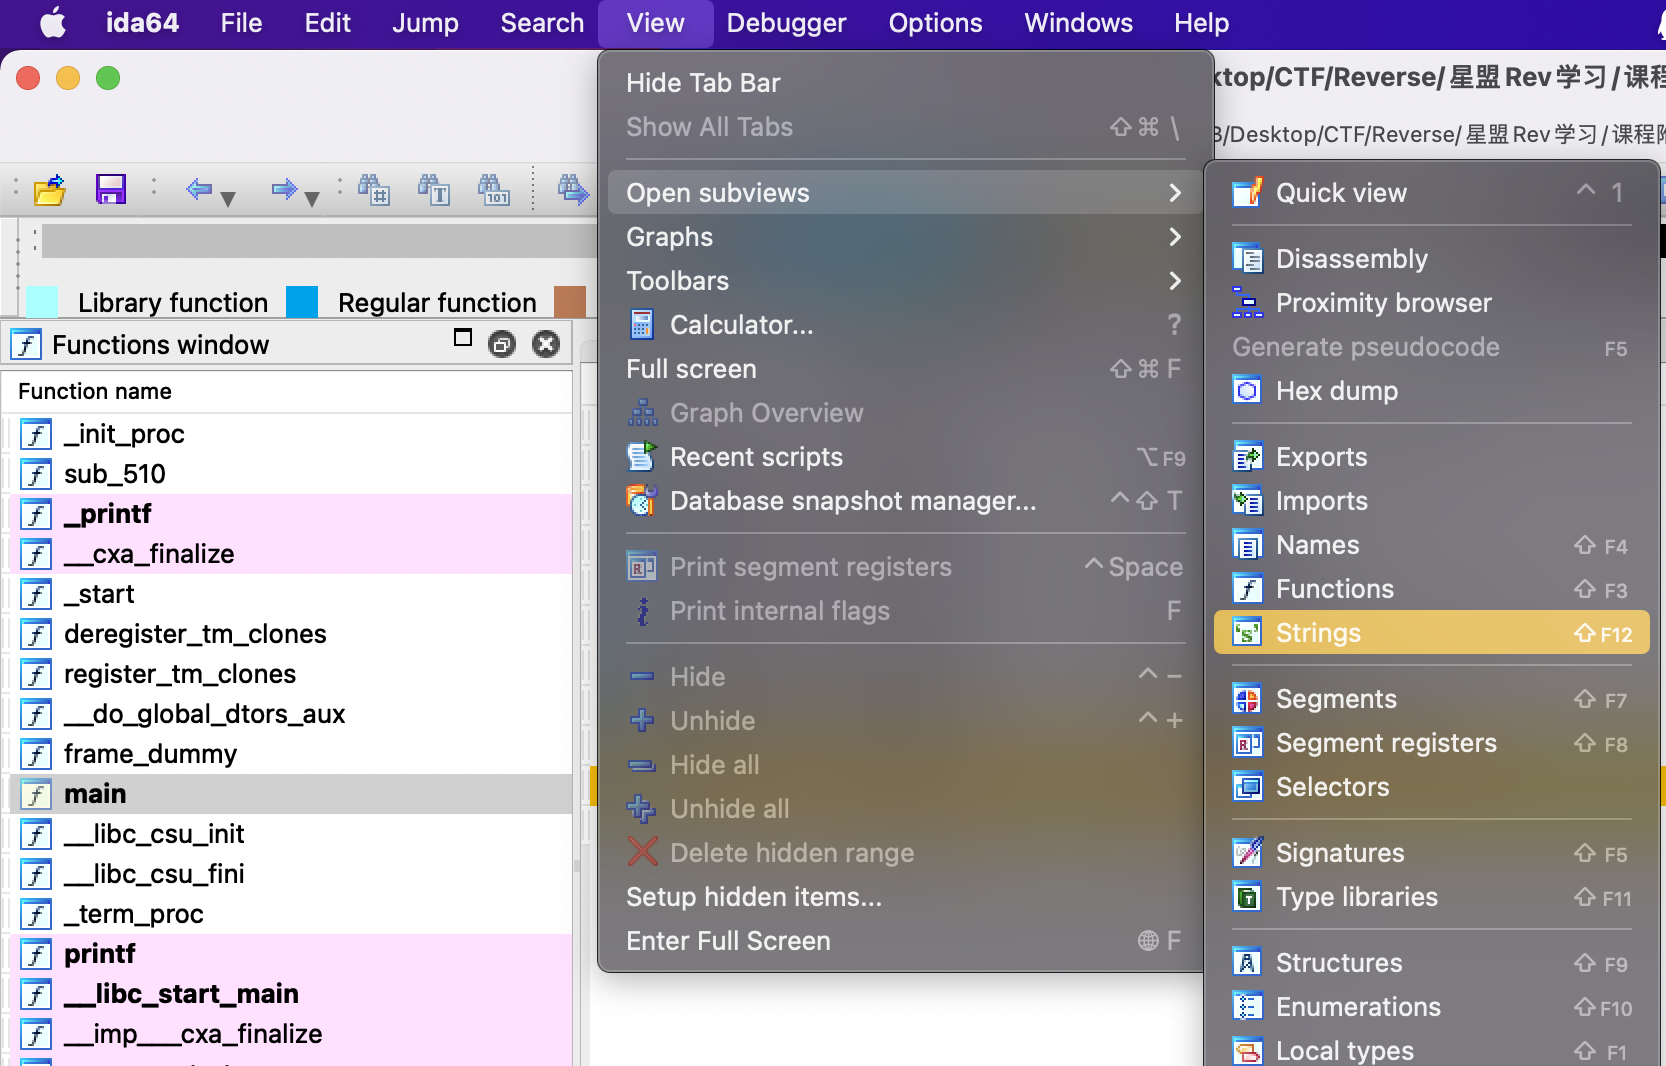 ida64 File Edit Jump Search View Debugger Options Windows Help
ktop/CTF/Reverse/星盟Rev学习/课程
/Desktop/CTF/Reverse/星盟Rev学习/课程
Library function Regular function
Functions window
Function name
_init_proc
sub_510
_printf
__cxa_finalize
_start
deregister_tm_clones
register_tm_clones
__do_global_dtors_aux
frame_dummy
main
__libc_csu_init
__libc_csu_fini
_term_proc
printf
__libc_start_main
__imp___cxa_finalize
Hide Tab Bar
Show All Tabs ⇧⌘\
Open subviews
Graphs
Toolbars
Calculator... ?
Full screen ⇧⌘F
Graph Overview
Recent scripts ⌥F9
Database snapshot manager... ^⇧T
Print segment registers ^Space
Print internal flags F
Hide ^−
Unhide ^+
Hide all
Unhide all
Delete hidden range
Setup hidden items...
Enter Full Screen F
Quick view ^1
Disassembly
Proximity browser
Generate pseudocode F5
Hex dump
Exports
Imports
Names ⇧F4
Functions ⇧F3
Strings ⇧F12
Segments ⇧F7
Segment registers ⇧F8
Selectors
Signatures ⇧F5
Type libraries ⇧F11
Structures ⇧F9
Enumerations ⇧F10
Local types ⇧F1